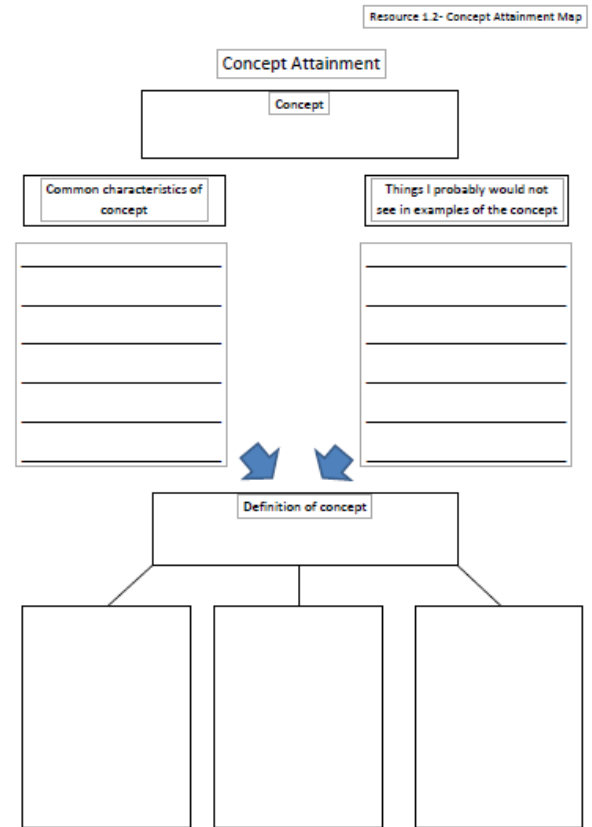 Resource 1.2- Concept Attainment Map
Concept Attainment
Concept
Common characteristics of
concept
Things I probably would not
see in examples of the concept
Definition of concept